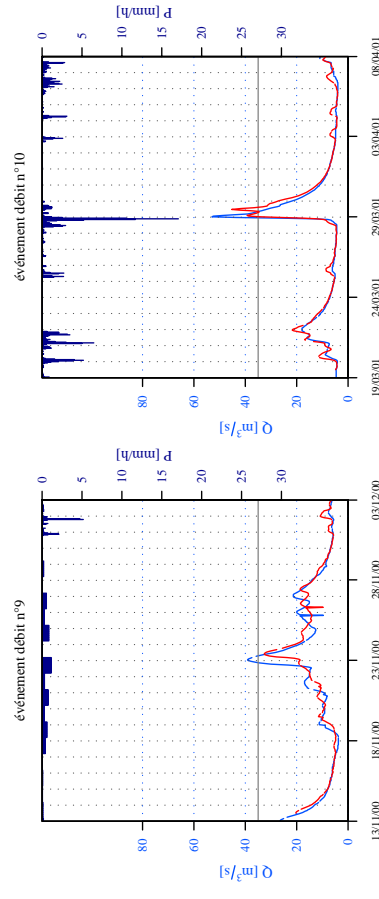 événement débit n°9
P [mm/h]
0 5 10 15 20 25 30
Q [m³/s]
0 20 40 60 80
13/11/00 18/11/00 23/11/00 28/11/00 03/12/00
événement débit n°10
P [mm/h]
0 5 10 15 20 25 30
Q [m³/s]
0 20 40 60 80
19/03/01 24/03/01 29/03/01 03/04/01 08/04/01